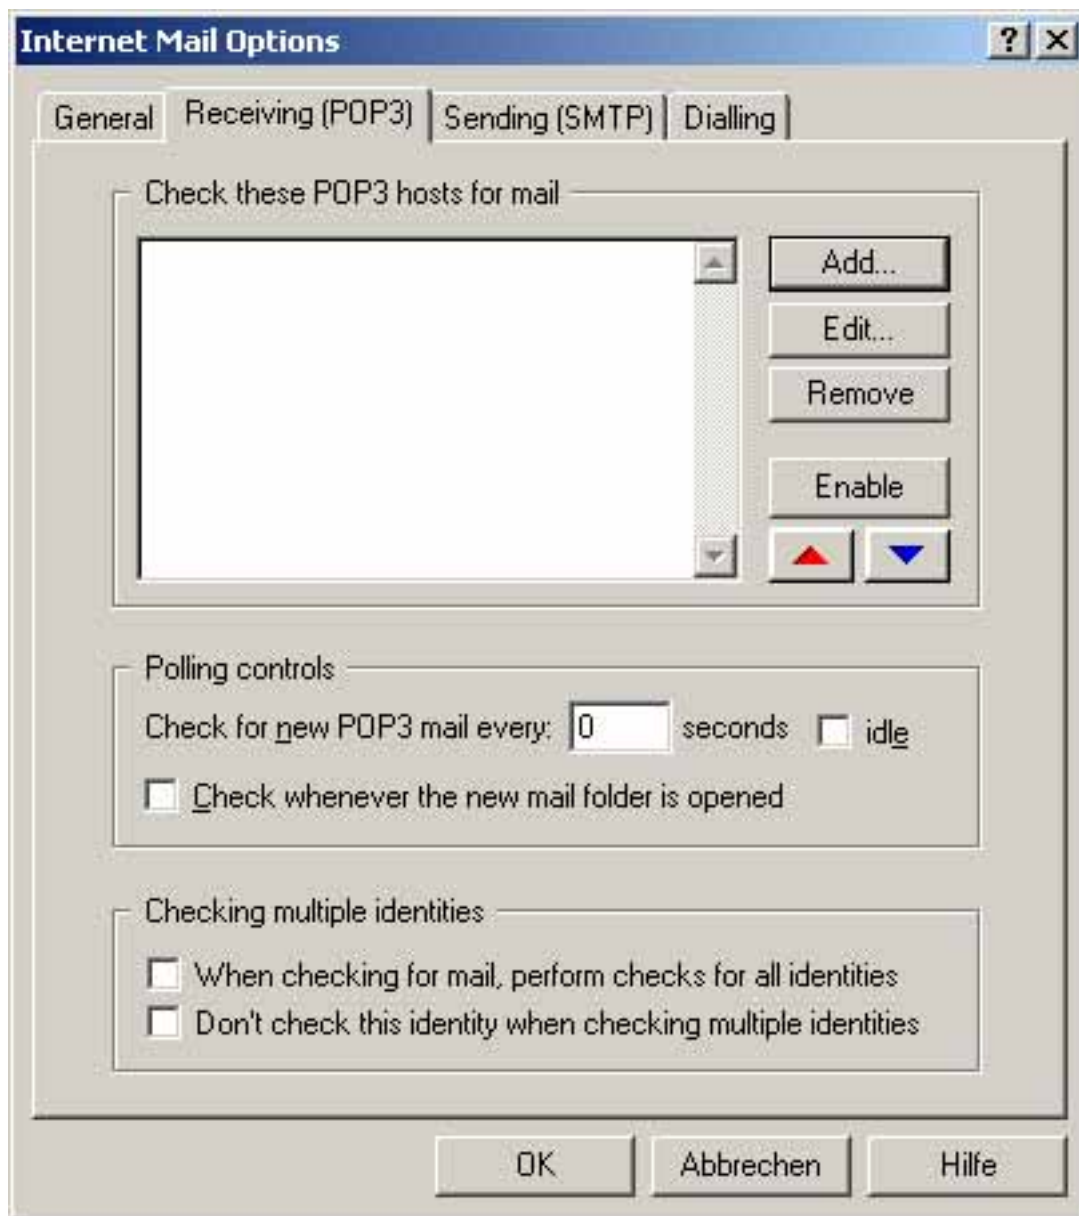 Internet Mail Options
General Receiving (POP3) Sending (SMTP) Dialling
Check these POP3 hosts for mail
Add...
Edit...
Remove
Enable
Polling controls
Check for new POP3 mail every: 0 seconds idle
Check whenever the new mail folder is opened
Checking multiple identities
When checking for mail, perform checks for all identities
Don't check this identity when checking multiple identities
OK Abbrechen Hilfe